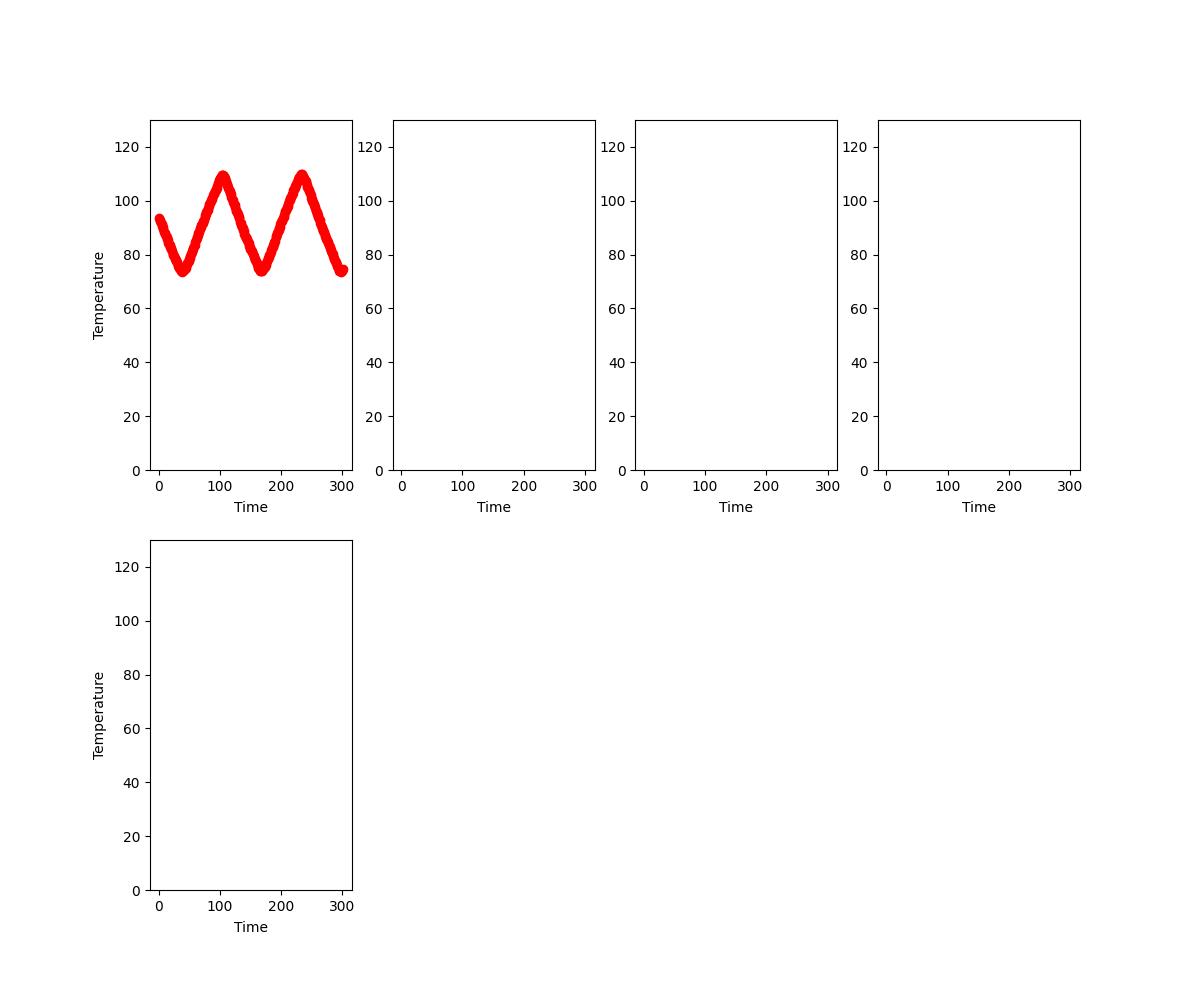 120 120 120 120
100 100 100 100
80 80 80 80
Temperature
60 60 60 60
40 40 40 40
20 20 20 20
0 0 0 0
0 100 200 300 0 100 200 300 0 100 200 300 0 100 200 300
Time Time Time Time
120
100
80
Temperature
60
40
20
0
0 100 200 300
Time